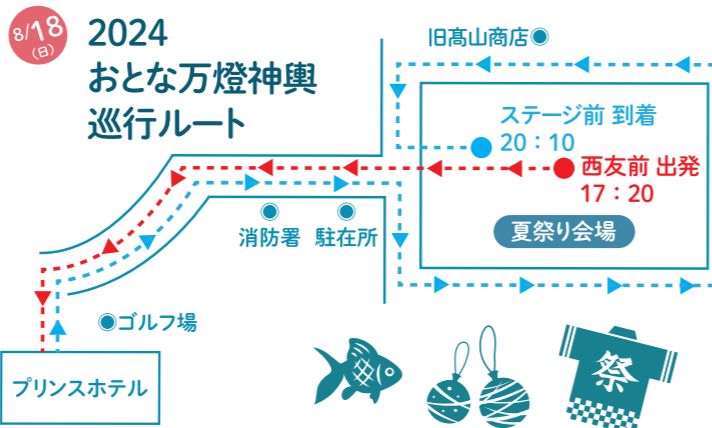 8/18
(日)
2024
おとな万燈神輿
巡行ルート
旧髙山商店◉
ステージ前 到着
20：10
西友前 出発
17：20
夏祭り会場
消防署
駐在所
◉ゴルフ場
プリンスホテル
祭